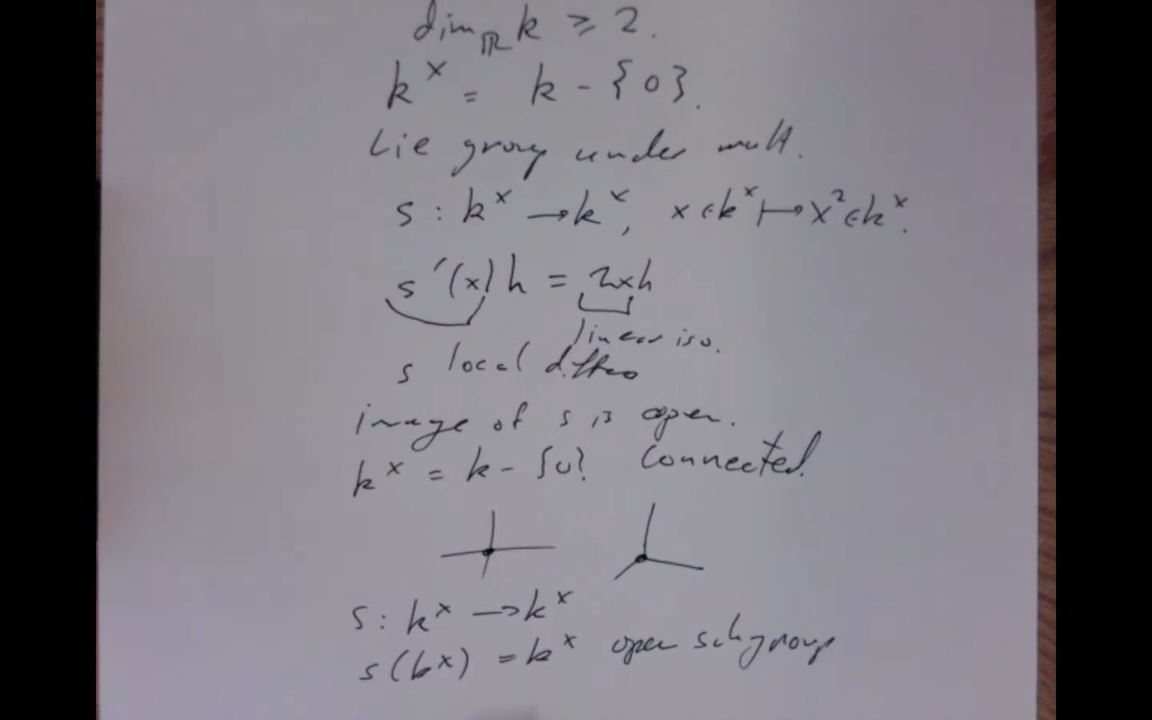 dim_ℝ k ≥ 2.
k^× = k - {0}.
Lie group under mult.
s : k^× → k^×, x ∈ k^× ↦ x² ∈ k^×.
s'(x) h = 2xh
linear iso.
s local diffeo
image of s is open.
k^× = k - {0} connected.
s : k^× → k^×
s(k^×) = k^× open subgroup